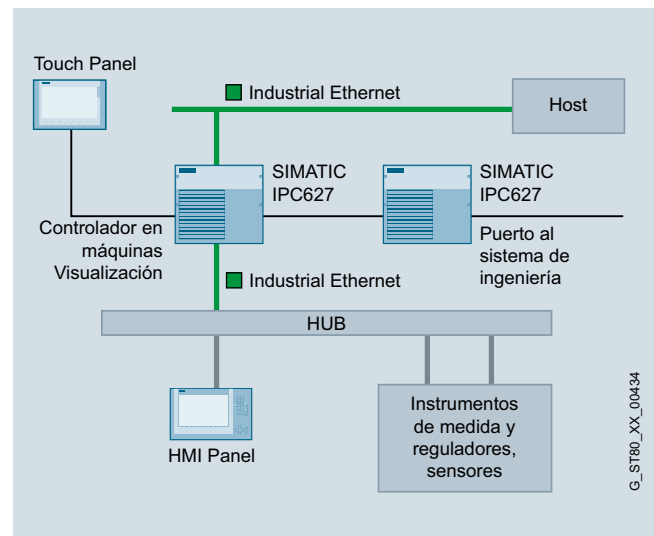 Touch Panel
Industrial Ethernet
Host
SIMATIC
IPC627
SIMATIC
IPC627
Controlador en
máquinas
Visualización
Puerto al
sistema de
ingeniería
Industrial Ethernet
HUB
HMI Panel
Instrumentos
de medida y
reguladores,
sensores
G_ST80_XX_00434